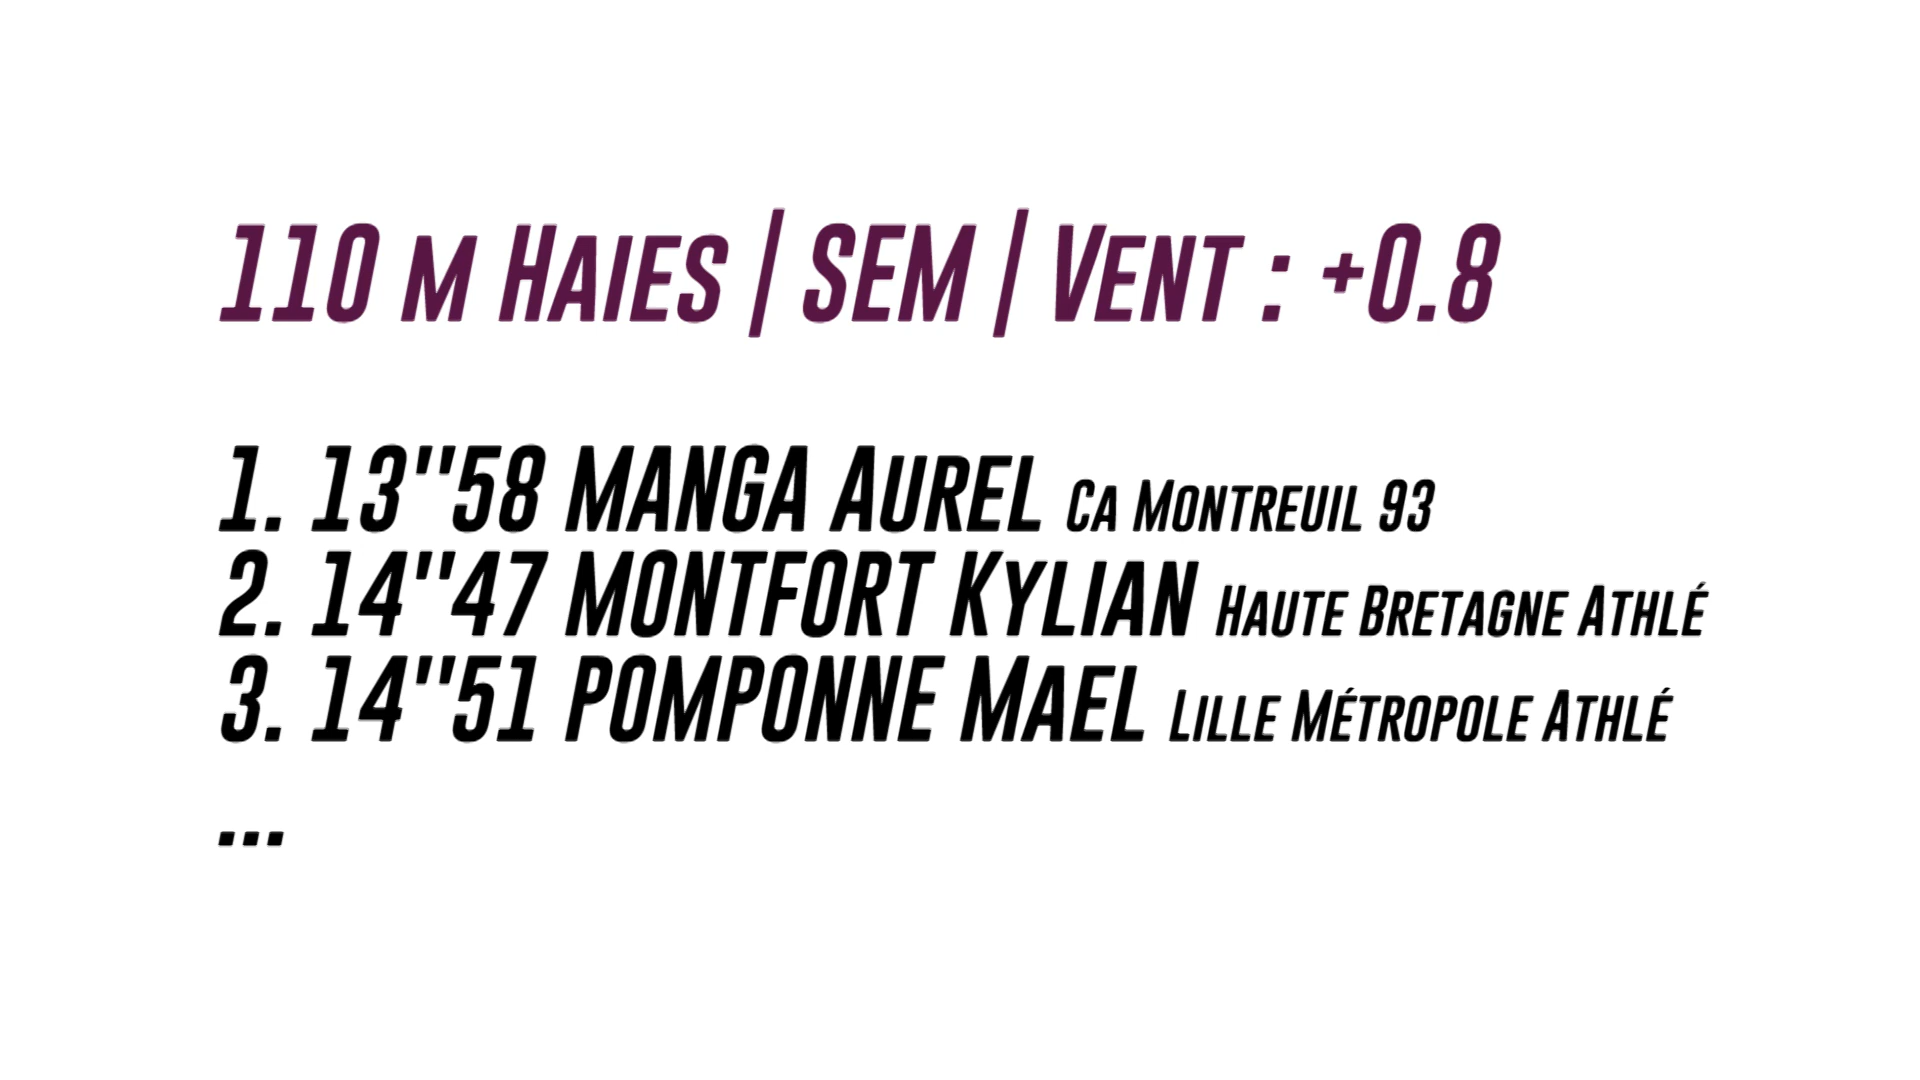 110 m Haies | SEM | Vent : +0.8
1. 13"58 MANGA Aurel Ca Montreuil 93
2. 14"47 MONTFORT Kylian Haute Bretagne Athlé
3. 14"51 POMPONNE Mael Lille Métropole Athlé
...